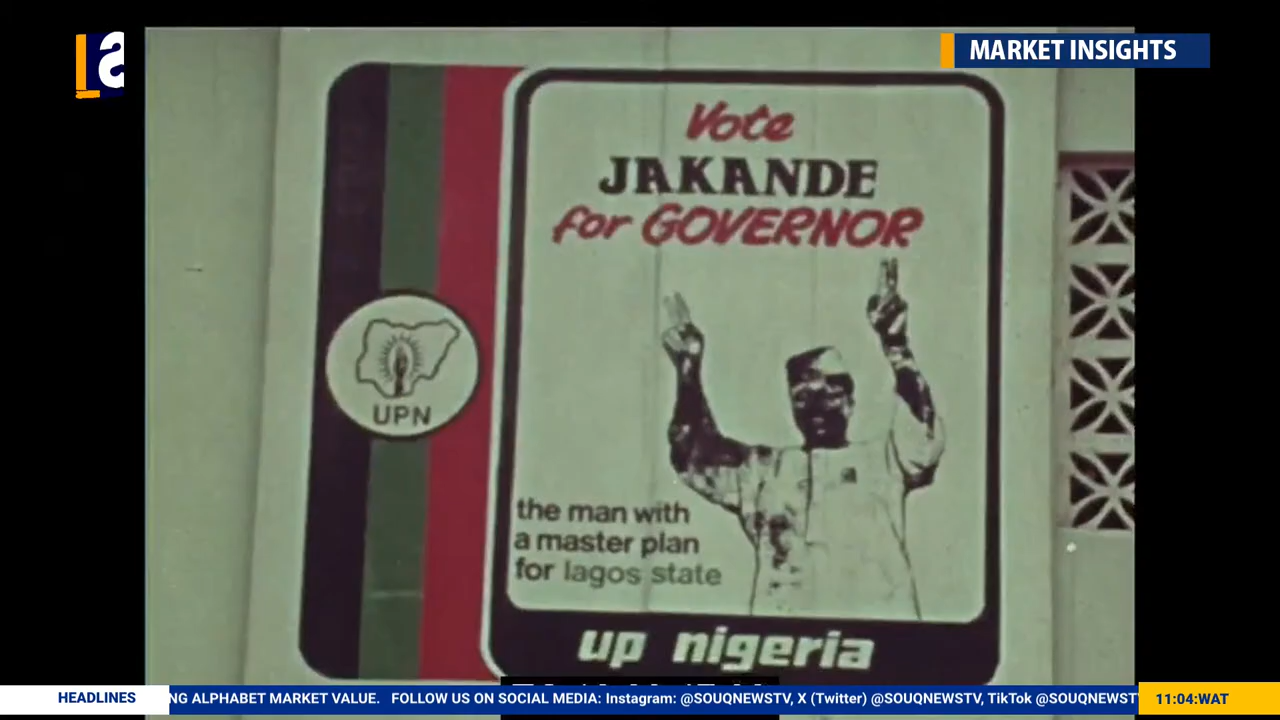 MARKET INSIGHTS
Vote
JAKANDE
for GOVERNOR
UPN
the man with
a master plan
for lagos state
up nigeria
HEADLINES
NG ALPHABET MARKET VALUE. FOLLOW US ON SOCIAL MEDIA: Instagram: @SOUQNEWSTV, X (Twitter) @SOUQNEWSTV, TikTok @SOUQNEWST
11:04:WAT